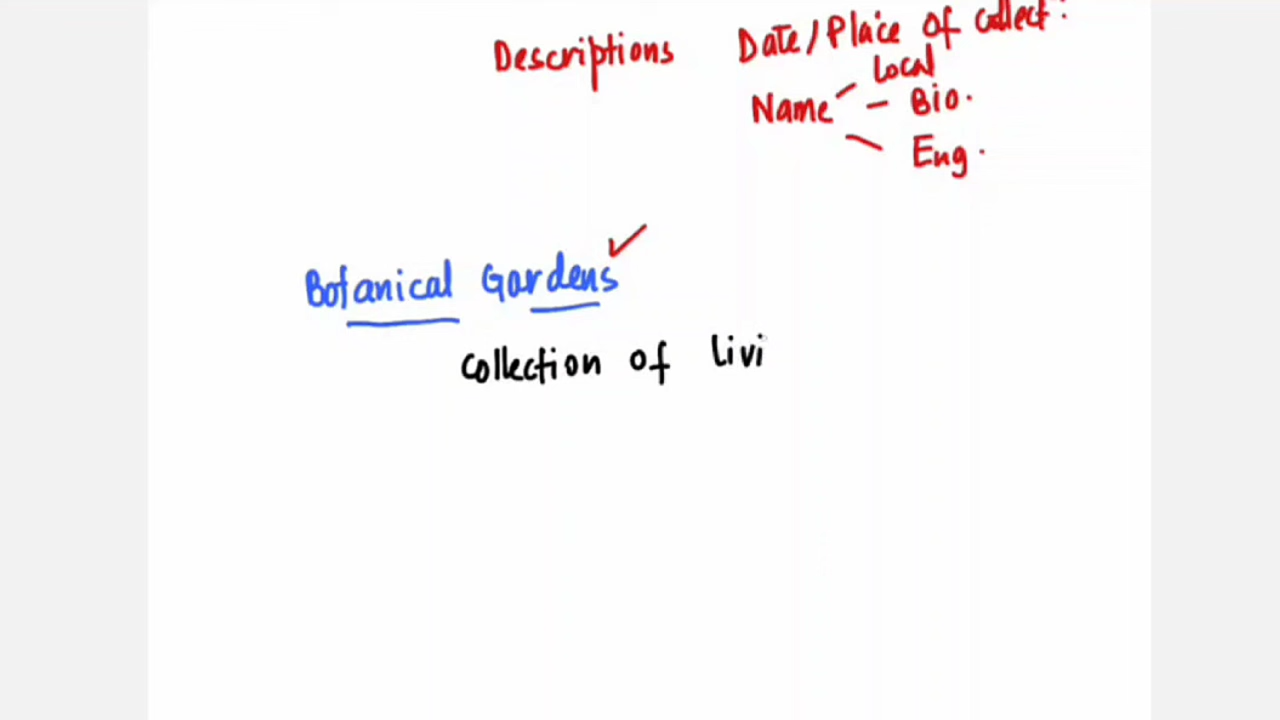 Descriptions Date/Place of collect:
Name Local
- Bio.
Eng.
Botanical Gardens
collection of livi